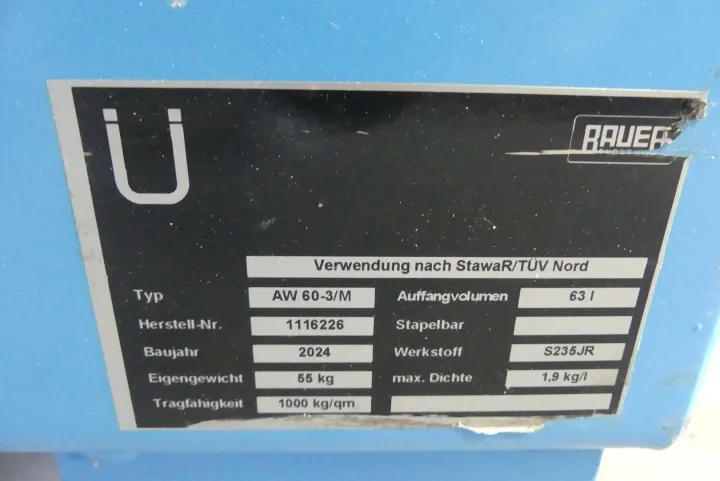 Ü
BAUER
Verwendung nach StawaR/TÜV Nord
Typ AW 60-3/M Auffangvolumen 63 l
Herstell-Nr. 1116226 Stapelbar
Baujahr 2024 Werkstoff S235JR
Eigengewicht 55 kg max. Dichte 1,9 kg/l
Tragfähigkeit 1000 kg/qm